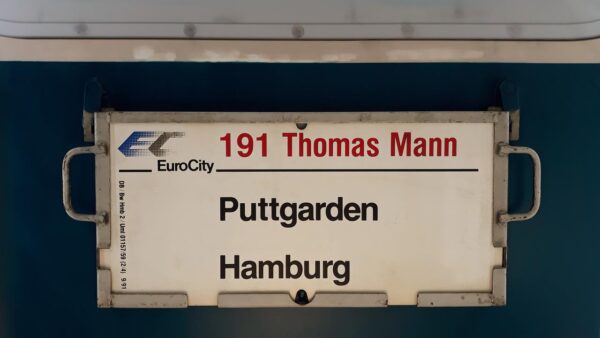 EC
EuroCity
191 Thomas Mann
Puttgarden
Hamburg